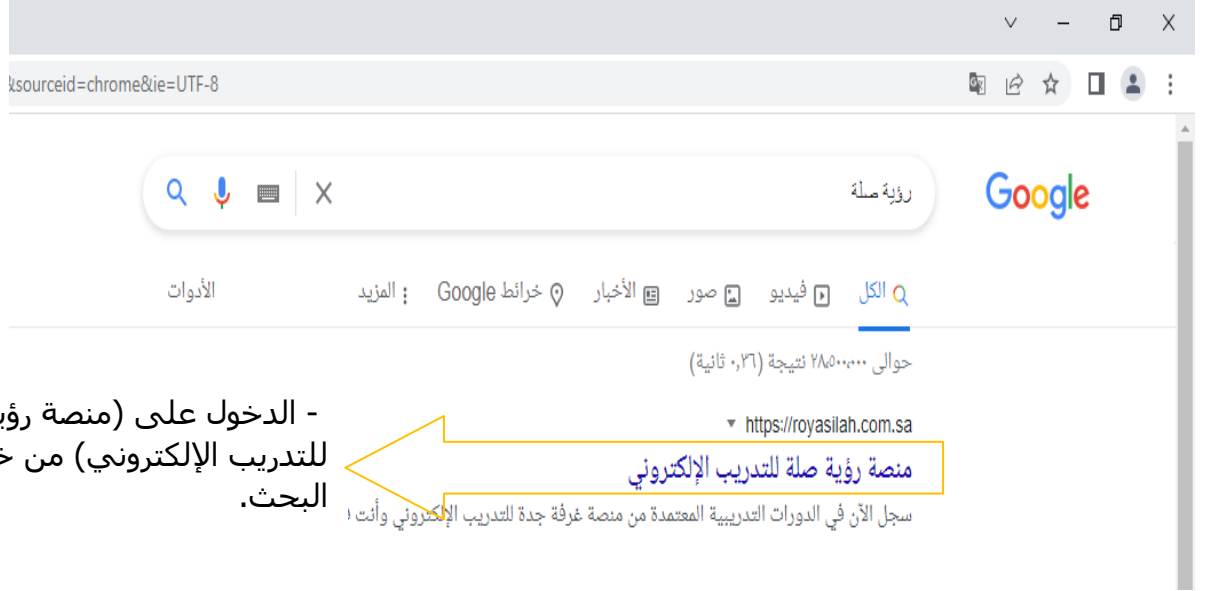 &sourceid=chrome&ie=UTF-8
Google
رؤية صلة
الكل فيديو صور الأخبار خرائط Google المزيد الأدوات
حوالي ٢٨,٥٠٠,٠٠٠ نتيجة (٠,٣٦ ثانية)
https://royasilah.com.sa
منصة رؤية صلة للتدريب الإلكتروني
سجل الآن في الدورات التدريبية المعتمدة من منصة غرفة جدة للتدريب الإلكتروني وأنت
- الدخول على (منصة
للتدريب الإلكتروني) من
البحث.